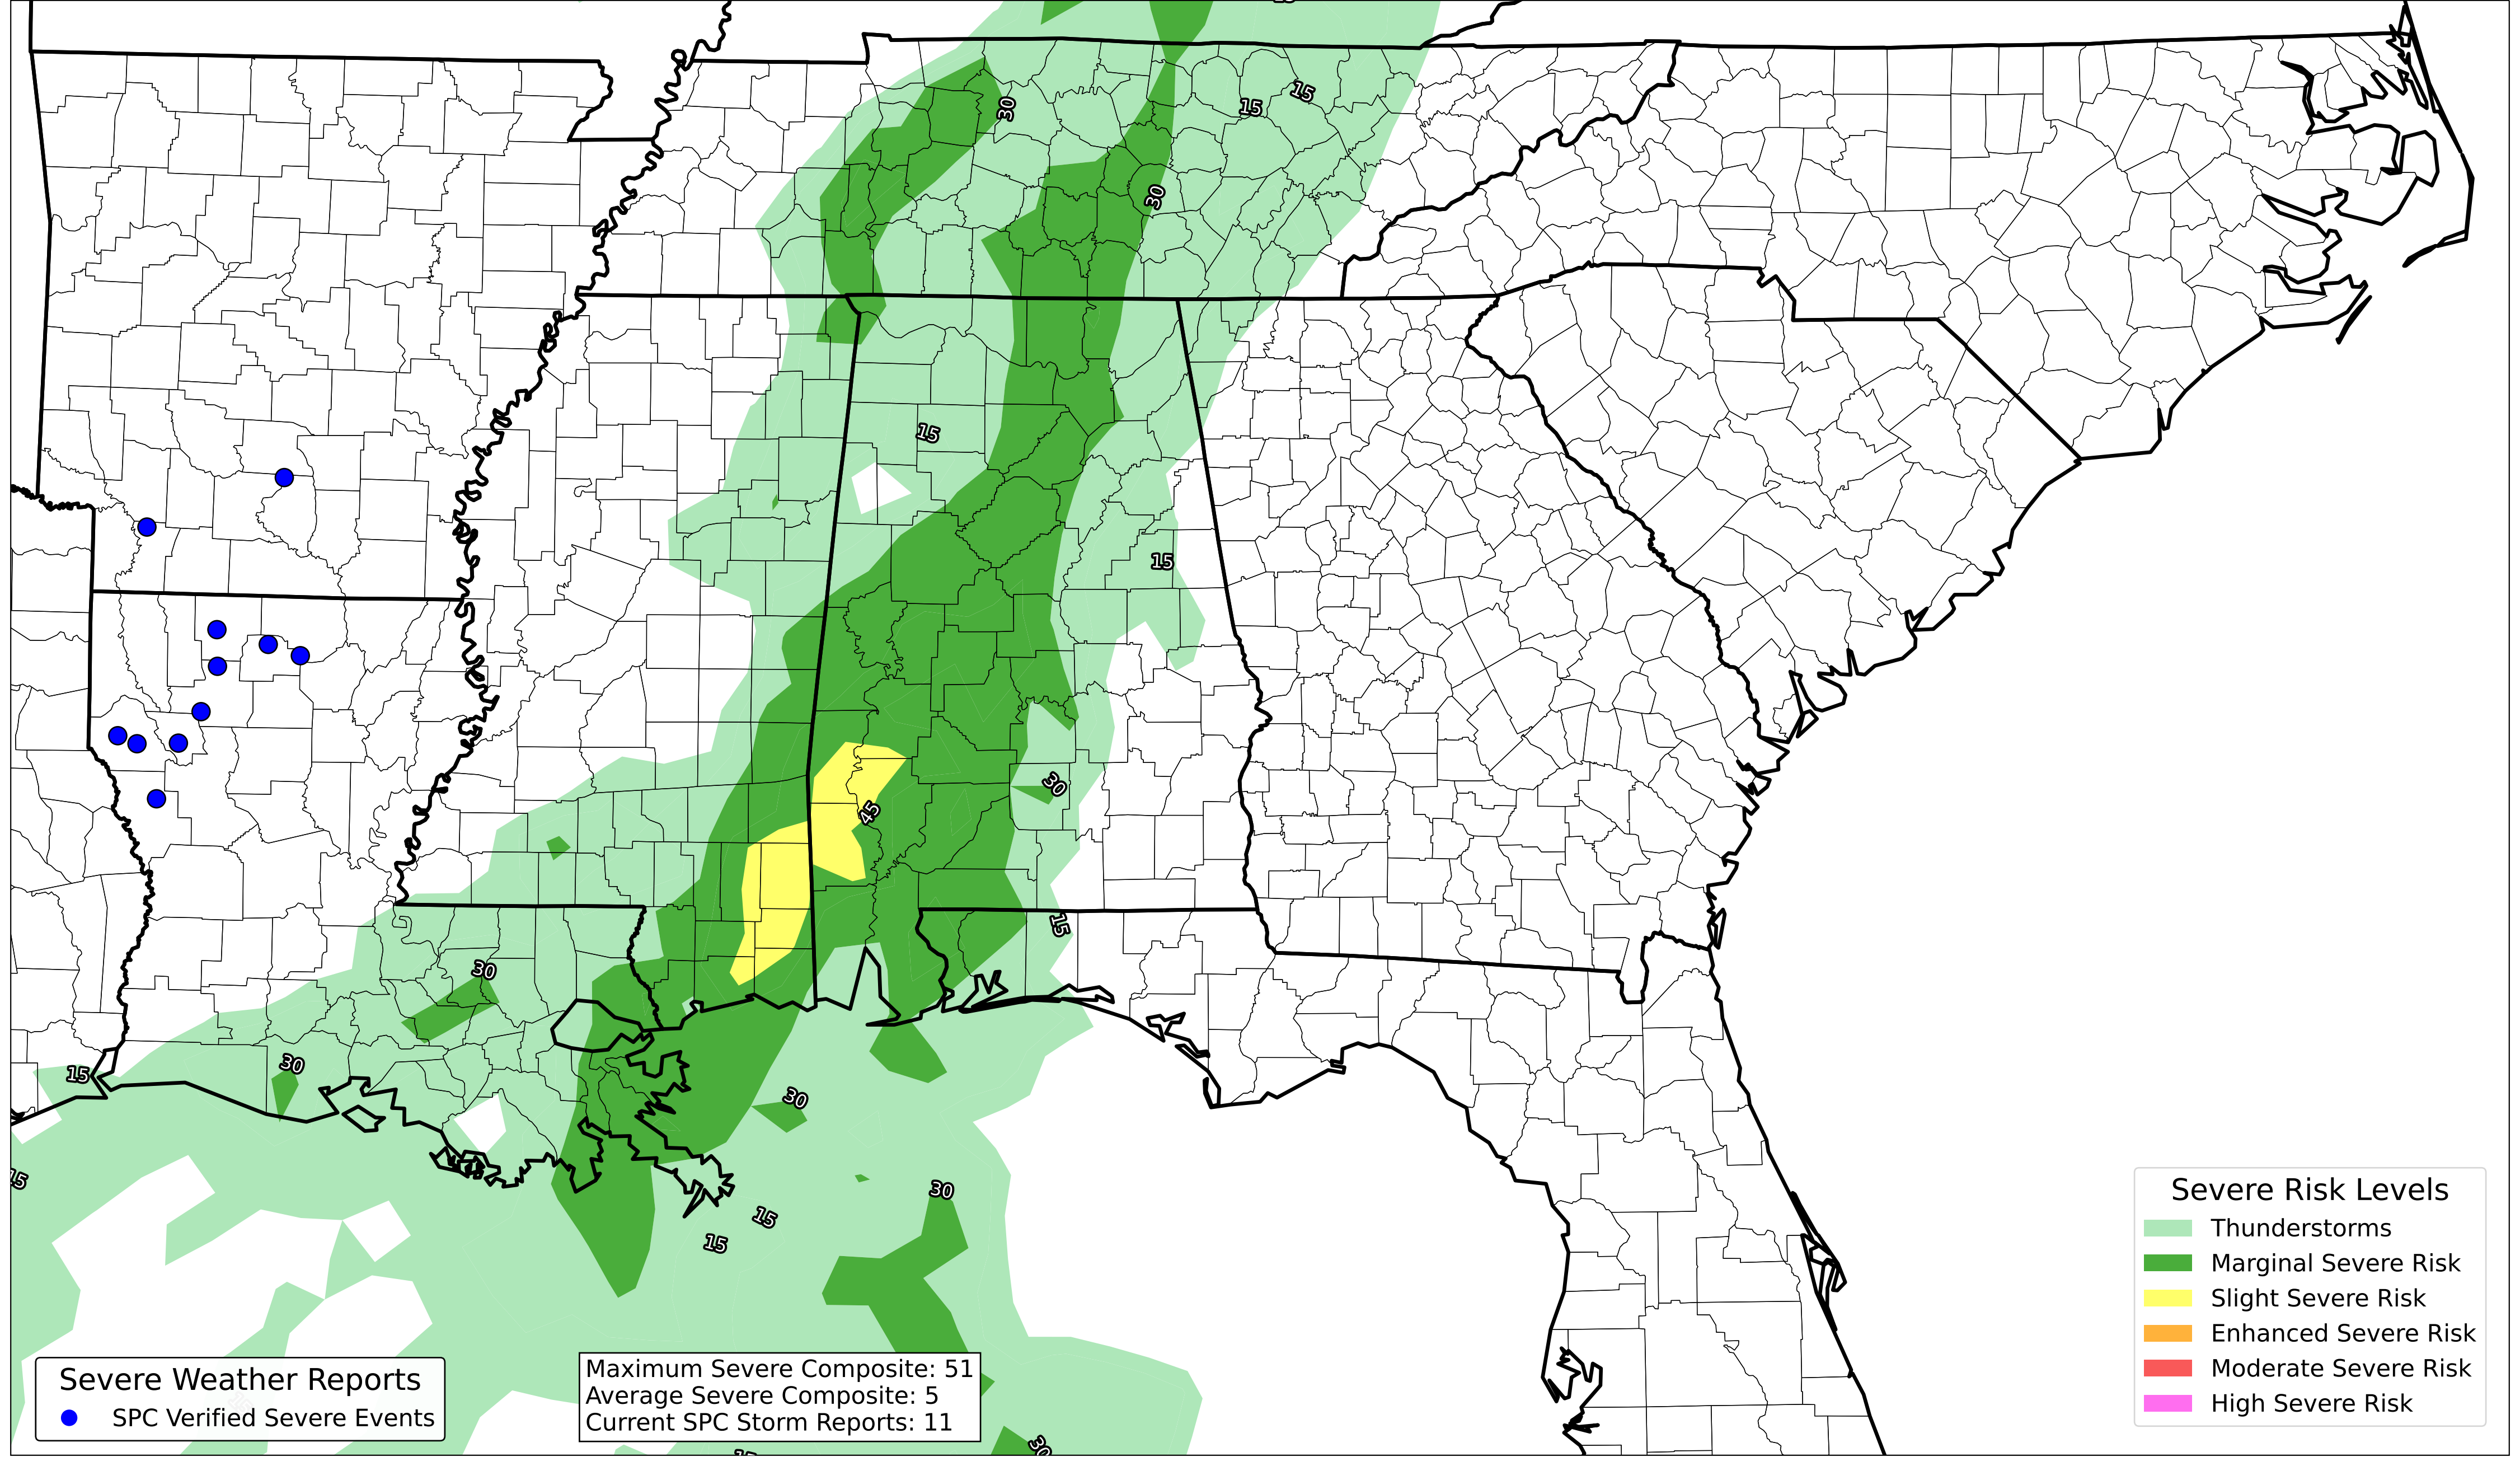 15
15
30
30
15
15
45
30
15
30
30
15
30
15
30
15
15
30
15
Severe Risk Levels
Thunderstorms
Marginal Severe Risk
Slight Severe Risk
Enhanced Severe Risk
Moderate Severe Risk
High Severe Risk
Severe Weather Reports
SPC Verified Severe Events
Maximum Severe Composite: 51
Average Severe Composite: 5
Current SPC Storm Reports: 11